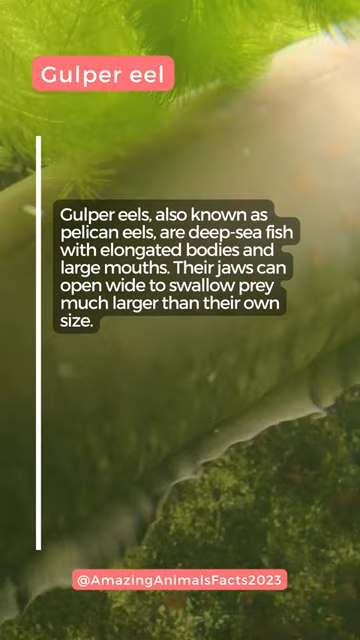 Gulper eel
Gulper eels, also known as
pelican eels, are deep-sea fish
with elongated bodies and
large mouths. Their jaws can
open wide to swallow prey
much larger than their own
size.
@AmazingAnimalsFacts2023